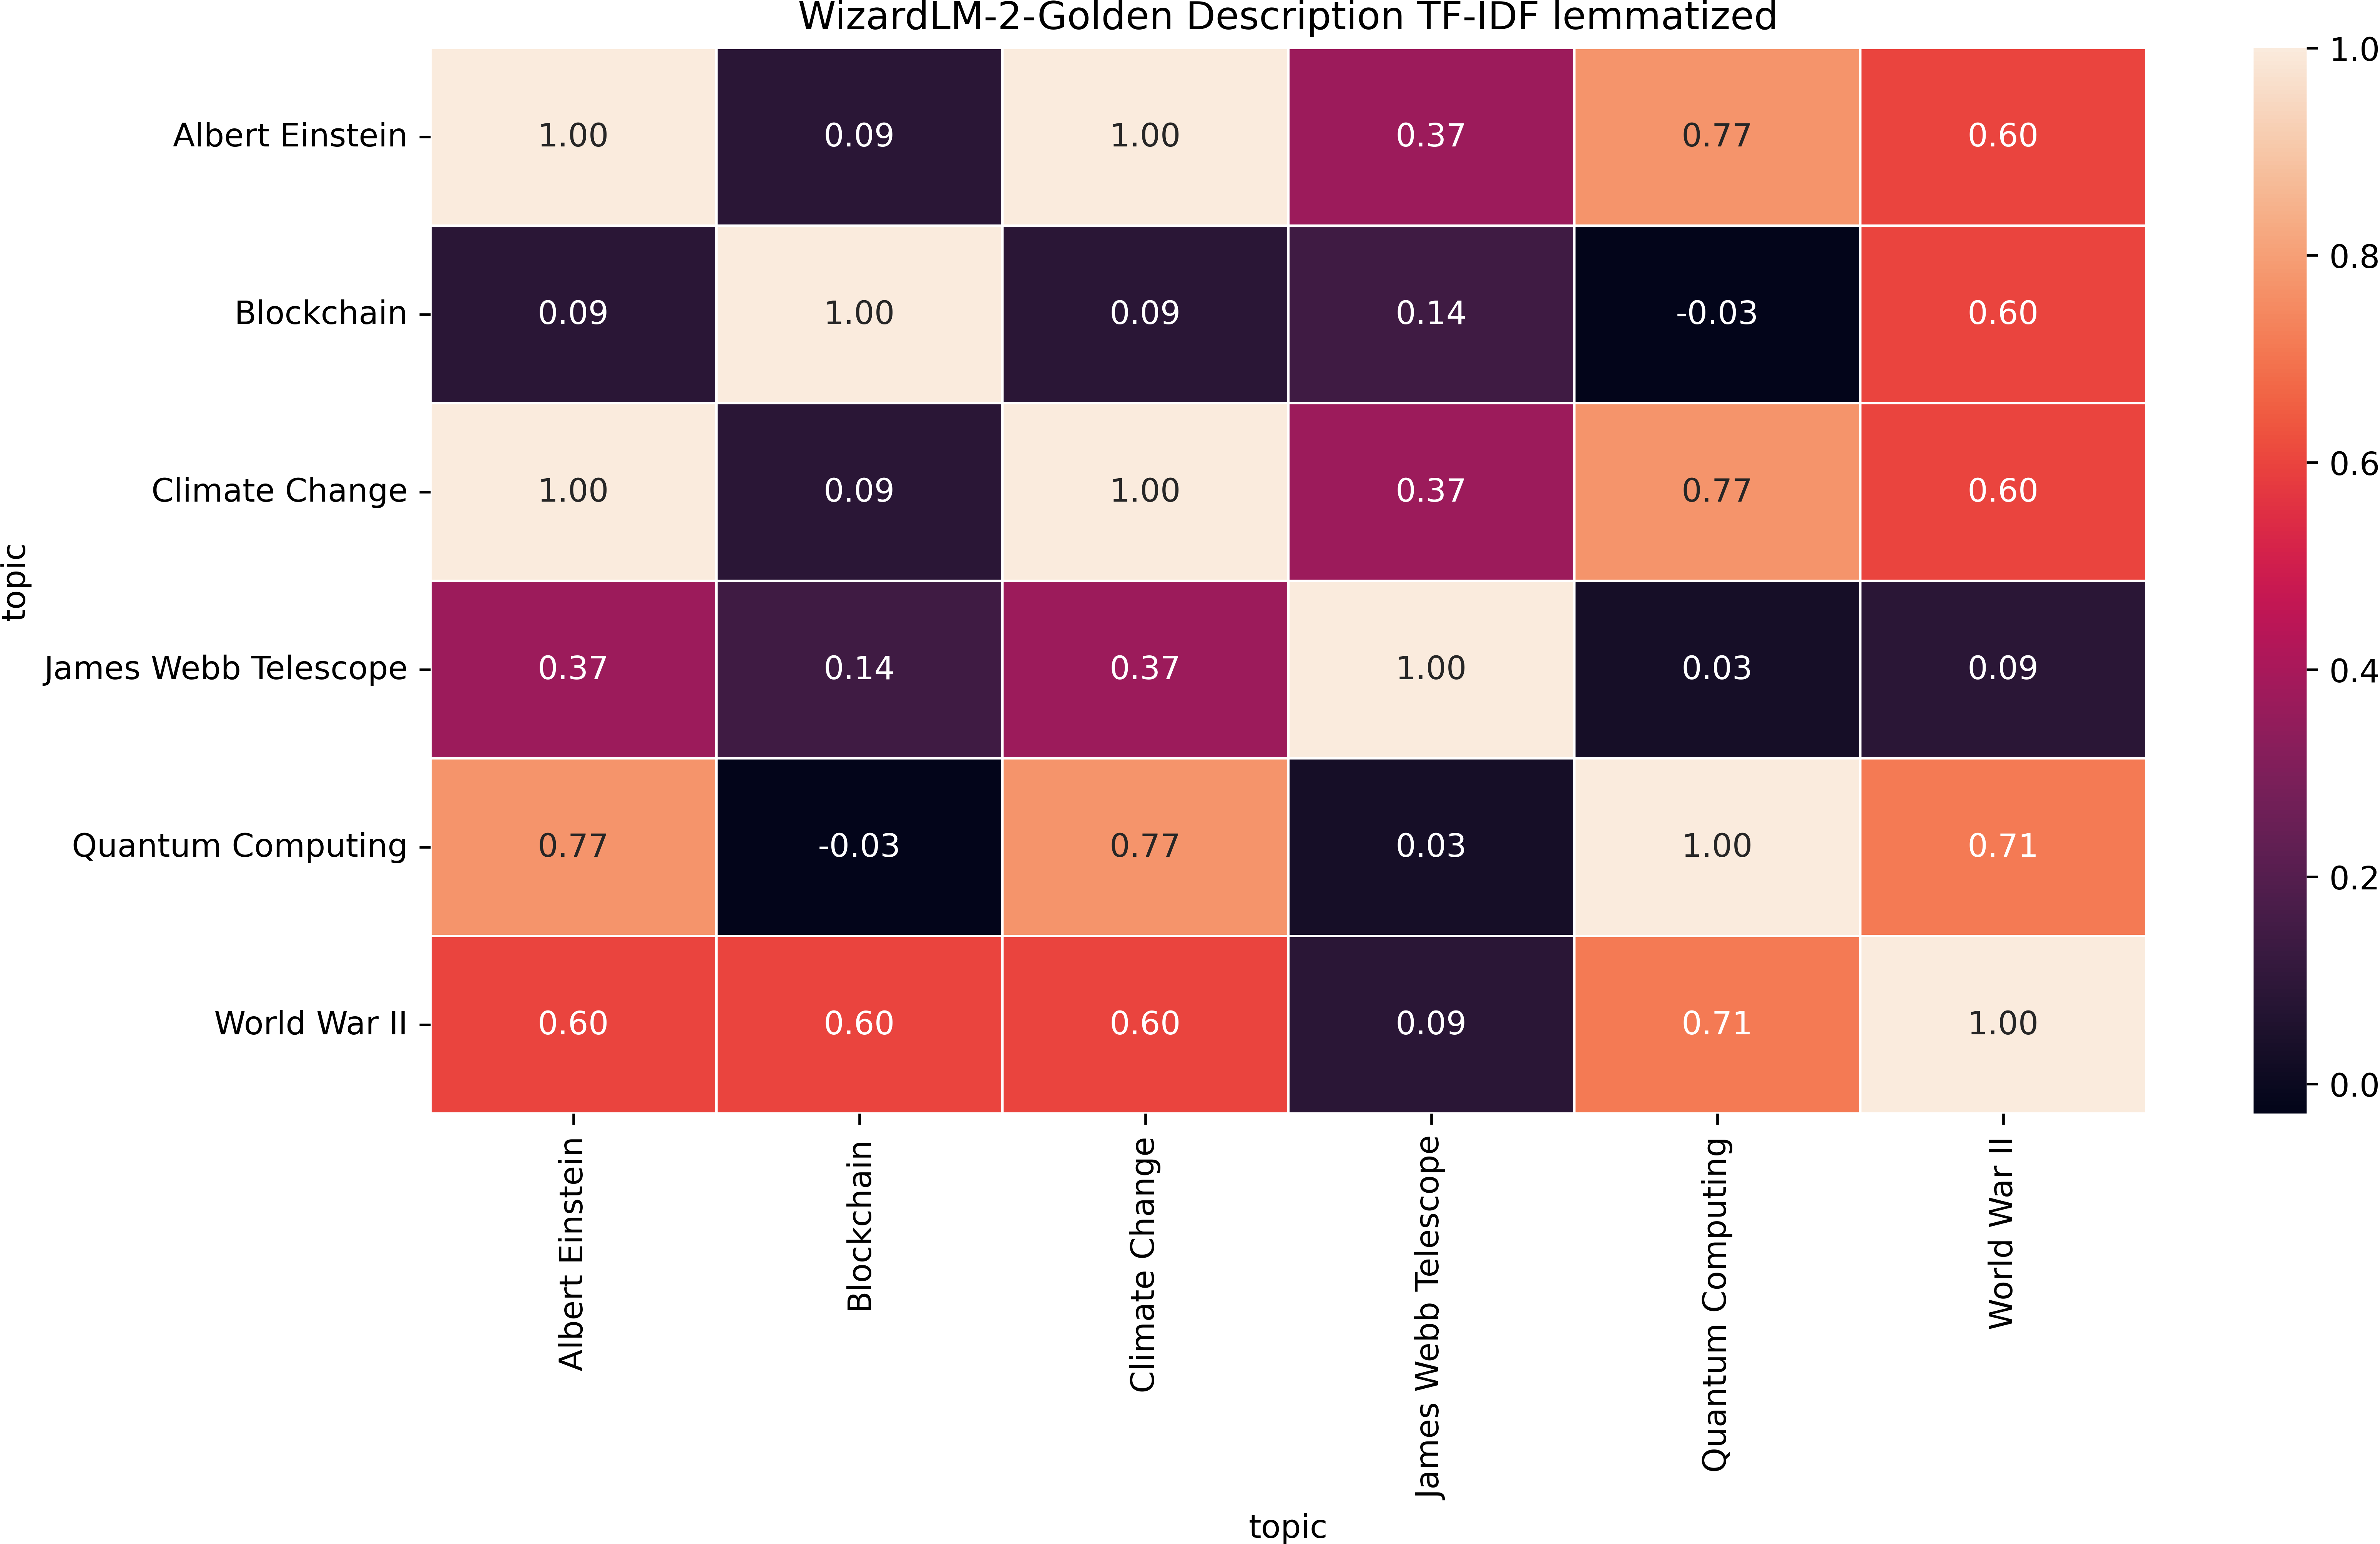 WizardLM-2-Golden Description TF-IDF lemmatized
topic
Albert Einstein 1.00 0.09 1.00 0.37 0.77 0.60
Blockchain 0.09 1.00 0.09 0.14 -0.03 0.60
Climate Change 1.00 0.09 1.00 0.37 0.77 0.60
James Webb Telescope 0.37 0.14 0.37 1.00 0.03 0.09
Quantum Computing 0.77 -0.03 0.77 0.03 1.00 0.71
World War II 0.60 0.60 0.60 0.09 0.71 1.00
Albert Einstein
Blockchain
Climate Change
James Webb Telescope
Quantum Computing
World War II
topic
1.0
0.8
0.6
0.4
0.2
0.0